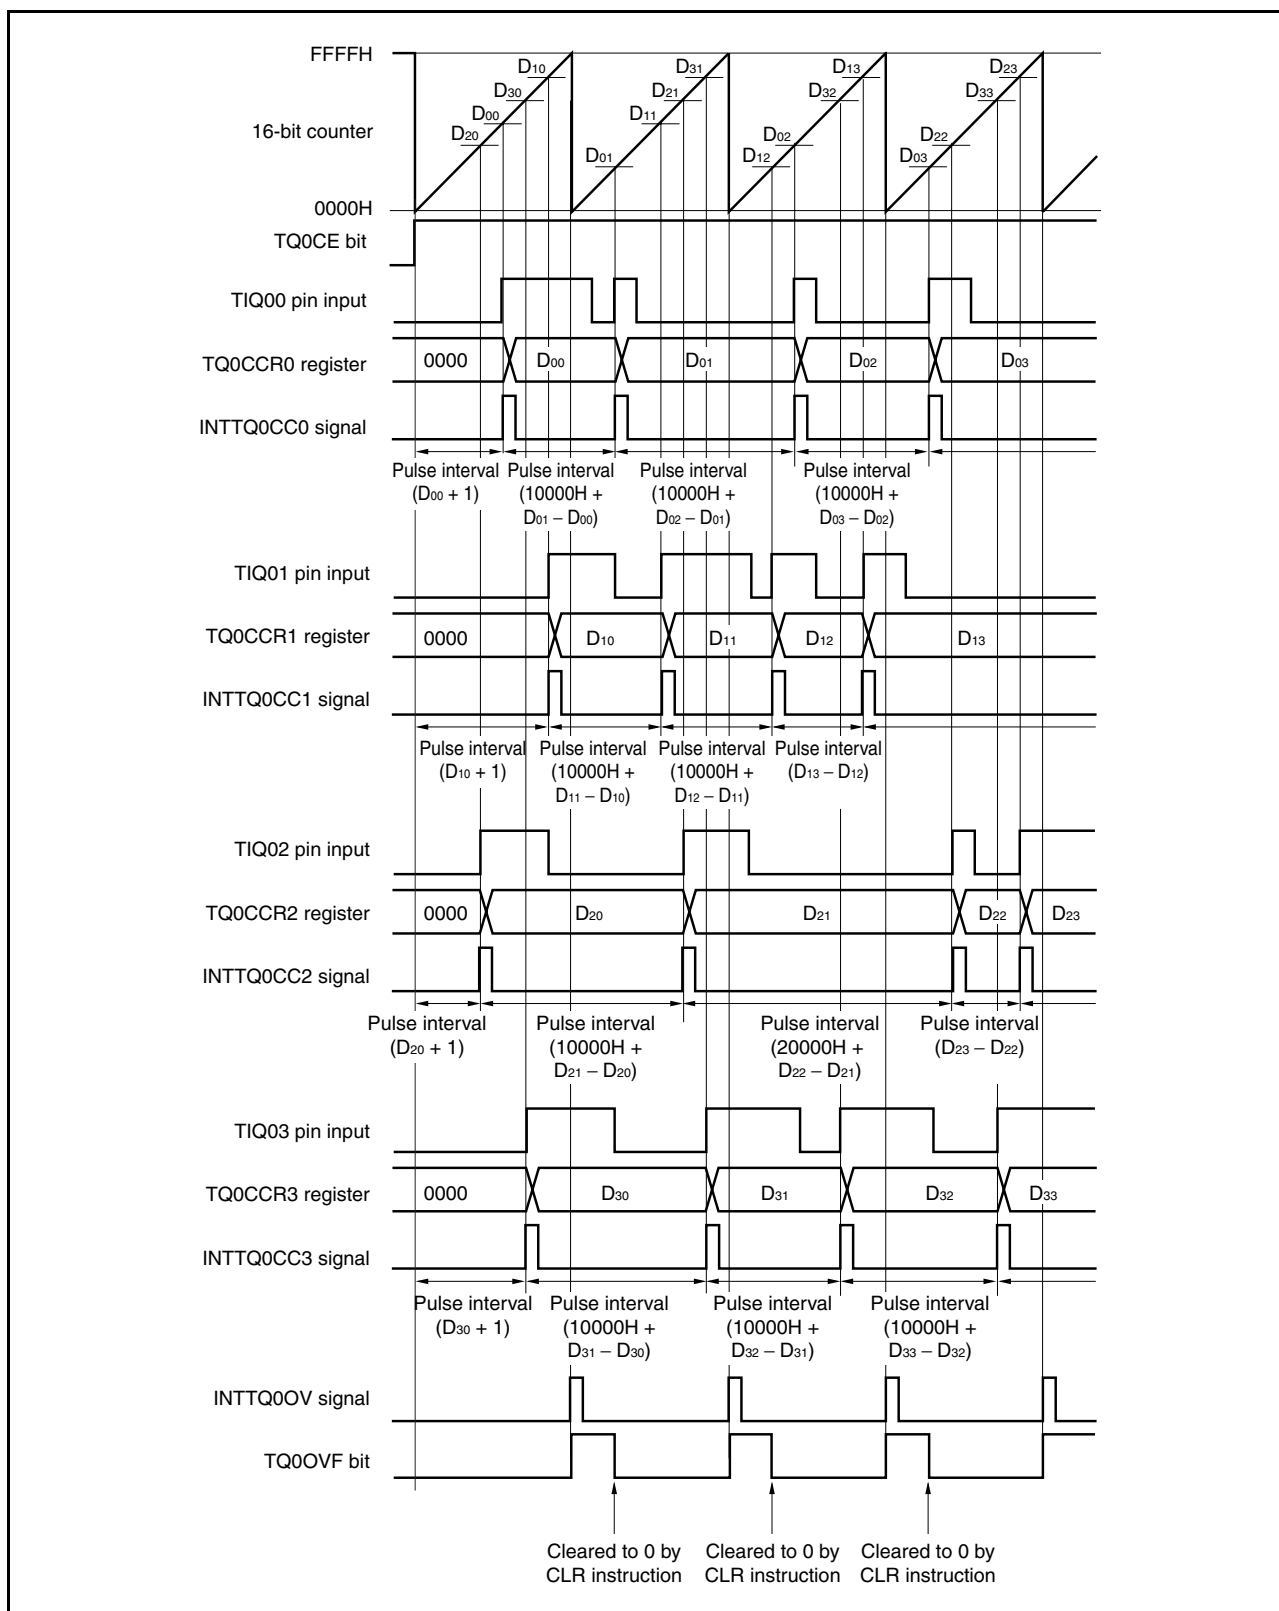 FFFFH
D10
D31
D13
D23
D30
D21
D32
D33
D00
D11
16-bit counter
D20
D02
D22
D01
D12
D03
0000H
TQ0CE bit
TIQ00 pin input
TQ0CCR0 register
0000
D00
D01
D02
D03
INTTQ0CC0 signal
Pulse interval
(D00 + 1)
Pulse interval
(10000H +
D01 – D00)
Pulse interval
(10000H +
D02 – D01)
Pulse interval
(10000H +
D03 – D02)
TIQ01 pin input
TQ0CCR1 register
0000
D10
D11
D12
D13
INTTQ0CC1 signal
Pulse interval
(D10 + 1)
Pulse interval
(10000H +
D11 – D10)
Pulse interval
(10000H +
D12 – D11)
Pulse interval
(D13 – D12)
TIQ02 pin input
TQ0CCR2 register
0000
D20
D21
D22
D23
INTTQ0CC2 signal
Pulse interval
(D20 + 1)
Pulse interval
(10000H +
D21 – D20)
Pulse interval
(20000H +
D22 – D21)
Pulse interval
(D23 – D22)
TIQ03 pin input
TQ0CCR3 register
0000
D30
D31
D32
D33
INTTQ0CC3 signal
Pulse interval
(D30 + 1)
Pulse interval
(10000H +
D31 – D30)
Pulse interval
(10000H +
D32 – D31)
Pulse interval
(10000H +
D33 – D32)
INTTQ0OV signal
TQ0OVF bit
Cleared to 0 by
CLR instruction
Cleared to 0 by
CLR instruction
Cleared to 0 by
CLR instruction